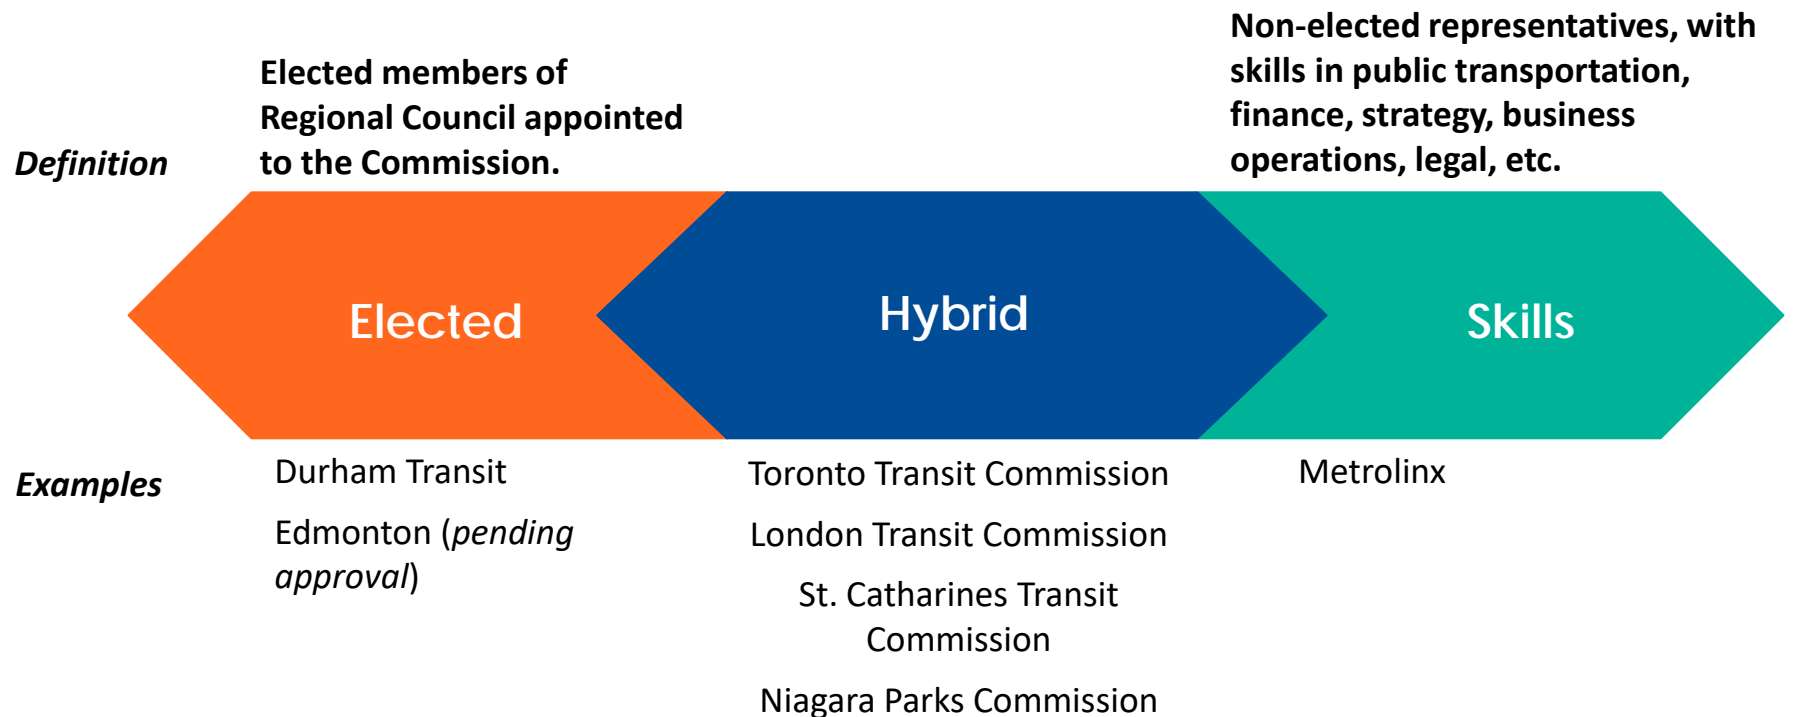 Definition
Elected members of
Regional Council appointed
to the Commission.
Non-elected representatives, with
skills in public transportation,
finance, strategy, business
operations, legal, etc.
Elected
Hybrid
Skills
Examples
Durham Transit
Edmonton (pending
approval)
Toronto Transit Commission
London Transit Commission
St. Catharines Transit
Commission
Niagara Parks Commission
Metrolinx